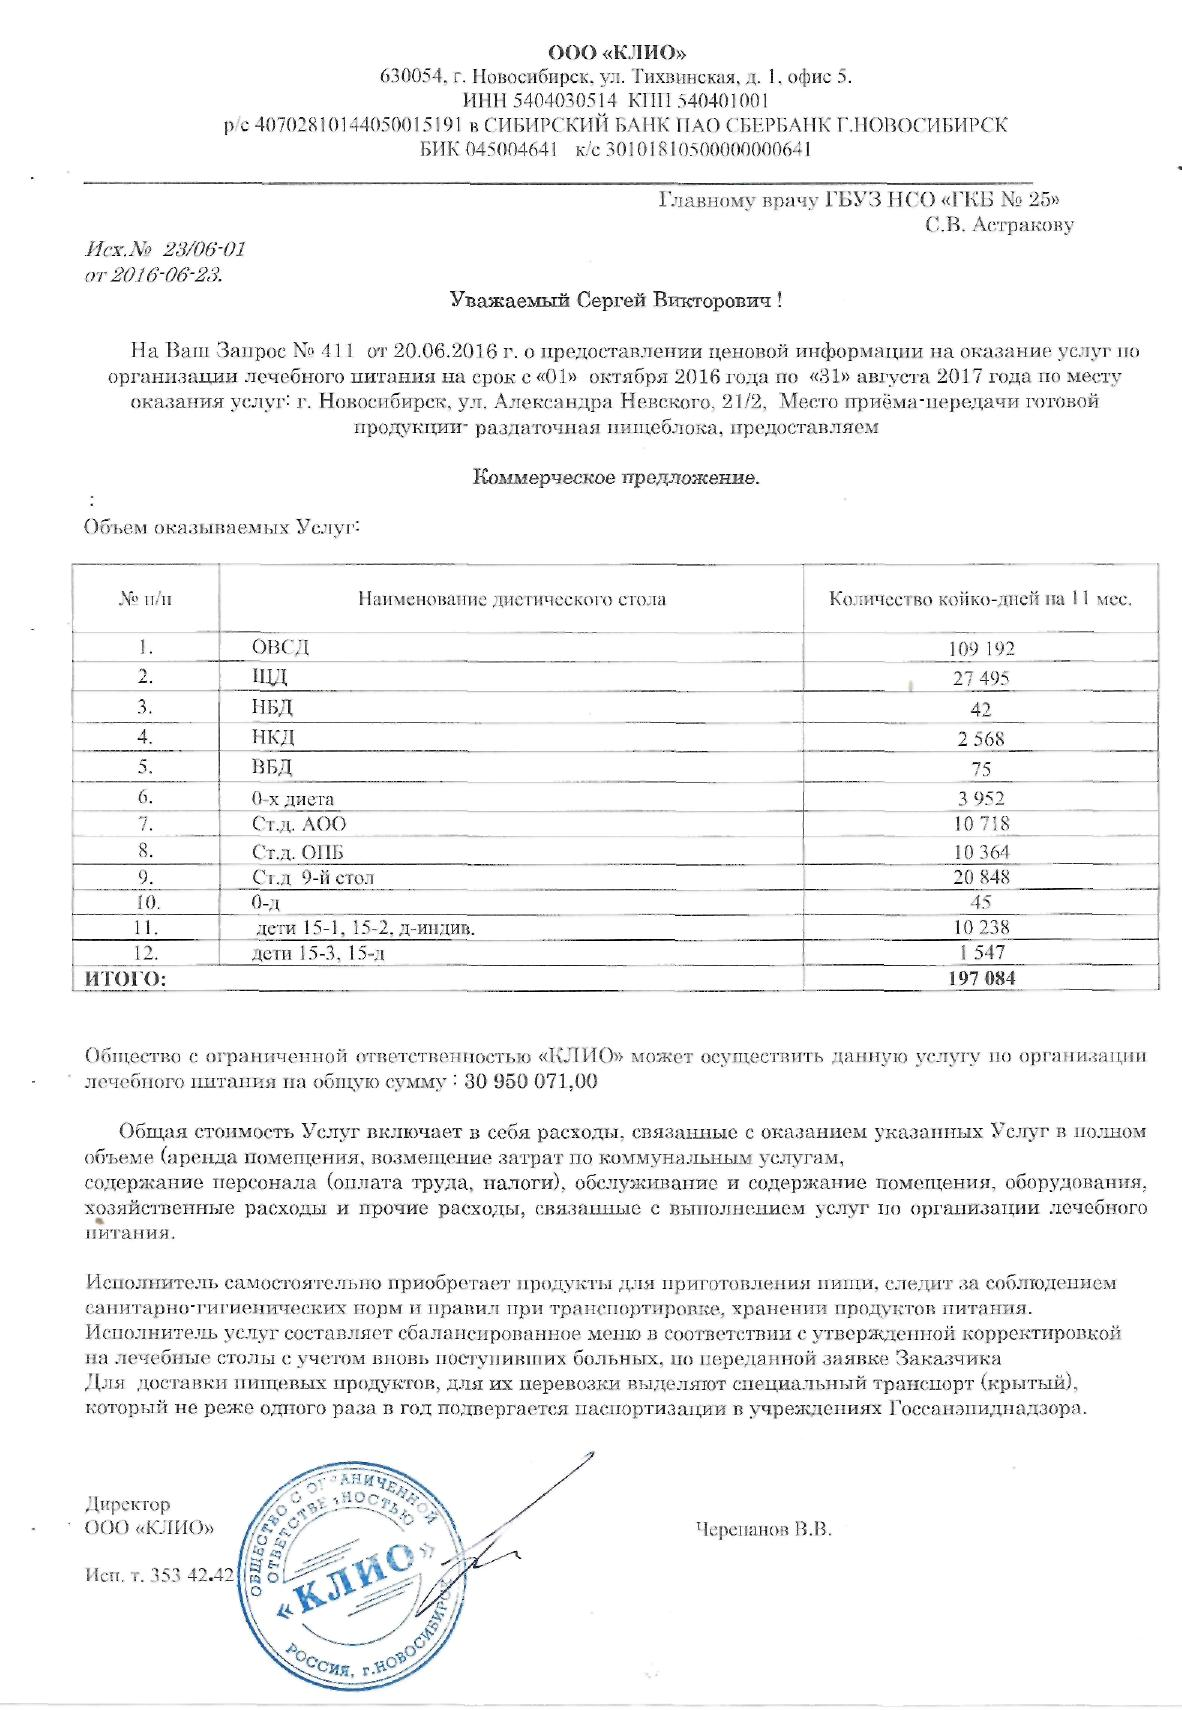 ООО «КЛИО»
630054, г. Новосибирск, ул. Тихвинская, д. 1, офис 5.
ИНН 5404030514 КПП 540401001
р/с 40702810144050015191 в СИБИРСКИЙ БАНК ПАО СБЕРБАНК Г.НОВОСИБИРСК
БИК 045004641 к/с 30101810500000000641
Главному врачу ГБУЗ НСО «ГКБ № 25»
С.В. Астракову
Исх.№ 23/06-01
от 2016-06-23.
Уважаемый Сергей Викторович !
На Ваш Запрос № 411 от 20.06.2016 г. о предоставлении ценовой информации на оказание услуг по
организации лечебного питания на срок с «01» октября 2016 года по «31» августа 2017 года по месту
оказания услуг: г. Новосибирск, ул. Александра Невского, 21/2, Место приёма-передачи готовой
продукции- раздаточная пищеблока, предоставляем
Коммерческое предложение.
:
Объем оказываемых Услуг:
№ п/п Наименование диетического стола Количество койко-дней на 11 мес.
1. ОВСД 109 192
2. ЩД 27 495
3. НБД 42
4. НКД 2 568
5. ВБД 75
6. 0-х диета 3 952
7. Ст.д. АОО 10 718
8. Ст.д. ОПБ 10 364
9. Ст.д 9-й стол 20 848
10. 0-д 45
11. дети 15-1, 15-2, д-индив. 10 238
12. дети 15-3, 15-д 1 547
ИТОГО: 197 084
Общество с ограниченной ответственностью «КЛИО» может осуществить данную услугу по организации
лечебного питания на общую сумму : 30 950 071,00
Общая стоимость Услуг включает в себя расходы, связанные с оказанием указанных Услуг в полном
объеме (аренда помещения, возмещение затрат по коммунальным услугам,
содержание персонала (оплата труда, налоги), обслуживание и содержание помещения, оборудования,
хозяйственные расходы и прочие расходы, связанные с выполнением услуг по организации лечебного
питания.
Исполнитель самостоятельно приобретает продукты для приготовления пищи, следит за соблюдением
санитарно-гигиенических норм и правил при транспортировке, хранении продуктов питания.
Исполнитель услуг составляет сбалансированное меню в соответствии с утвержденной корректировкой
на лечебные столы с учетом вновь поступивших больных, по переданной заявке Заказчика
Для доставки пищевых продуктов, для их перевозки выделяют специальный транспорт (крытый),
который не реже одного раза в год подвергается паспортизации в учреждениях Госсанэпиднадзора.
Директор
ООО «КЛИО» Черепанов В.В.
Исп. т. 353 42.42
ОБЩЕСТВО С ОГРАНИЧЕННОЙ
ОТВЕТСТВЕННОСТЬЮ
«КЛИО»
РОССИЯ, г.НОВОСИБИРСК